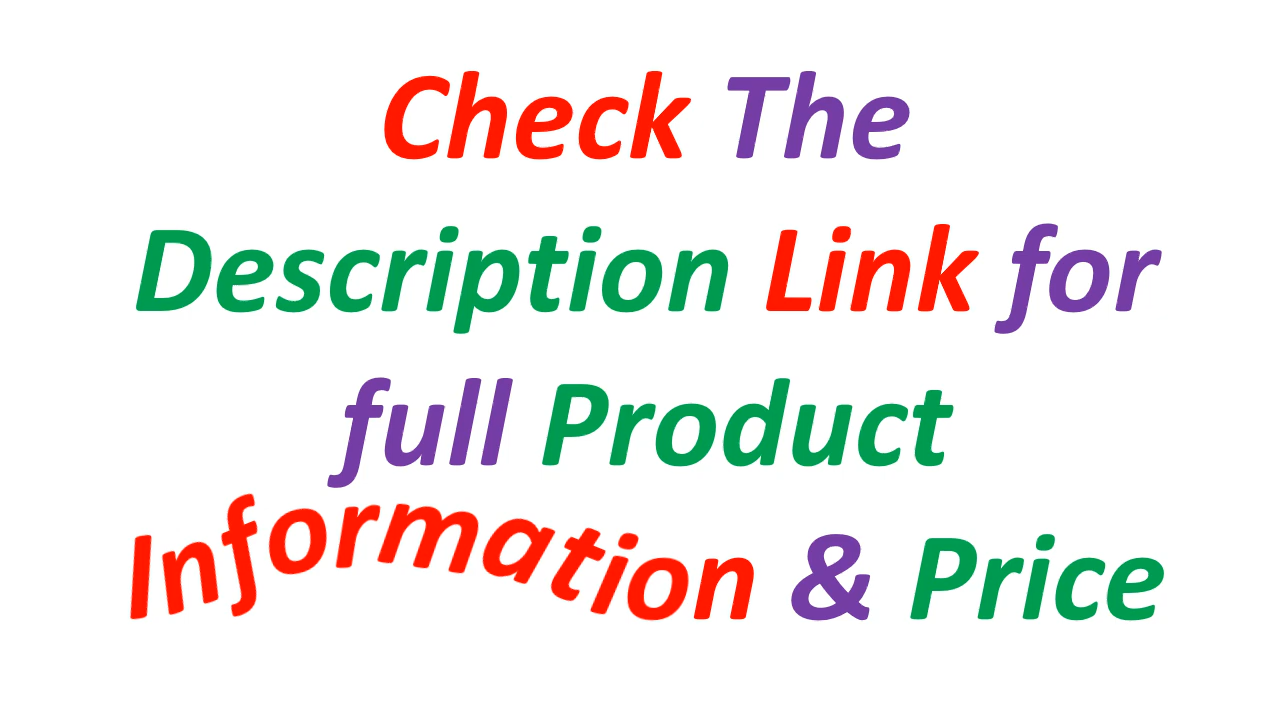 Check The
Description Link for
full Product
Information & Price